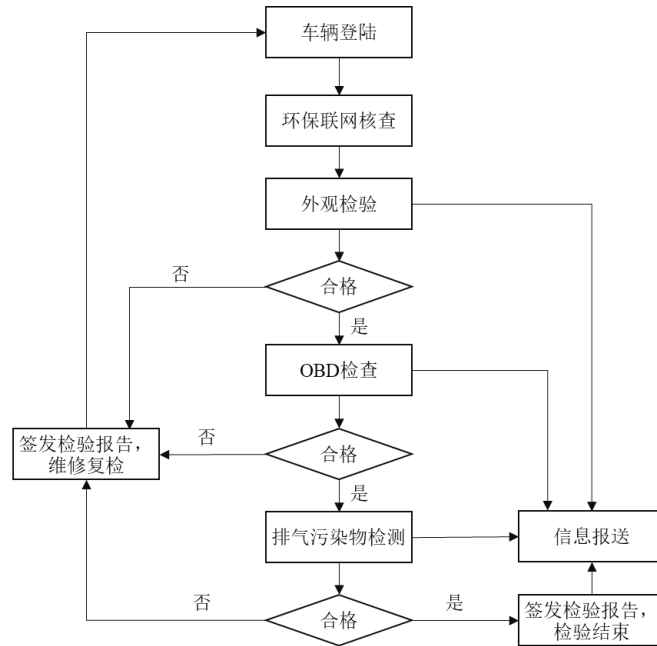 车辆登陆
环保联网核查
外观检验
否
合格
是
OBD检查
签发检验报告，
维修复检
否
合格
是
排气污染物检测
信息报送
否
合格
是
签发检验报告，
检验结束